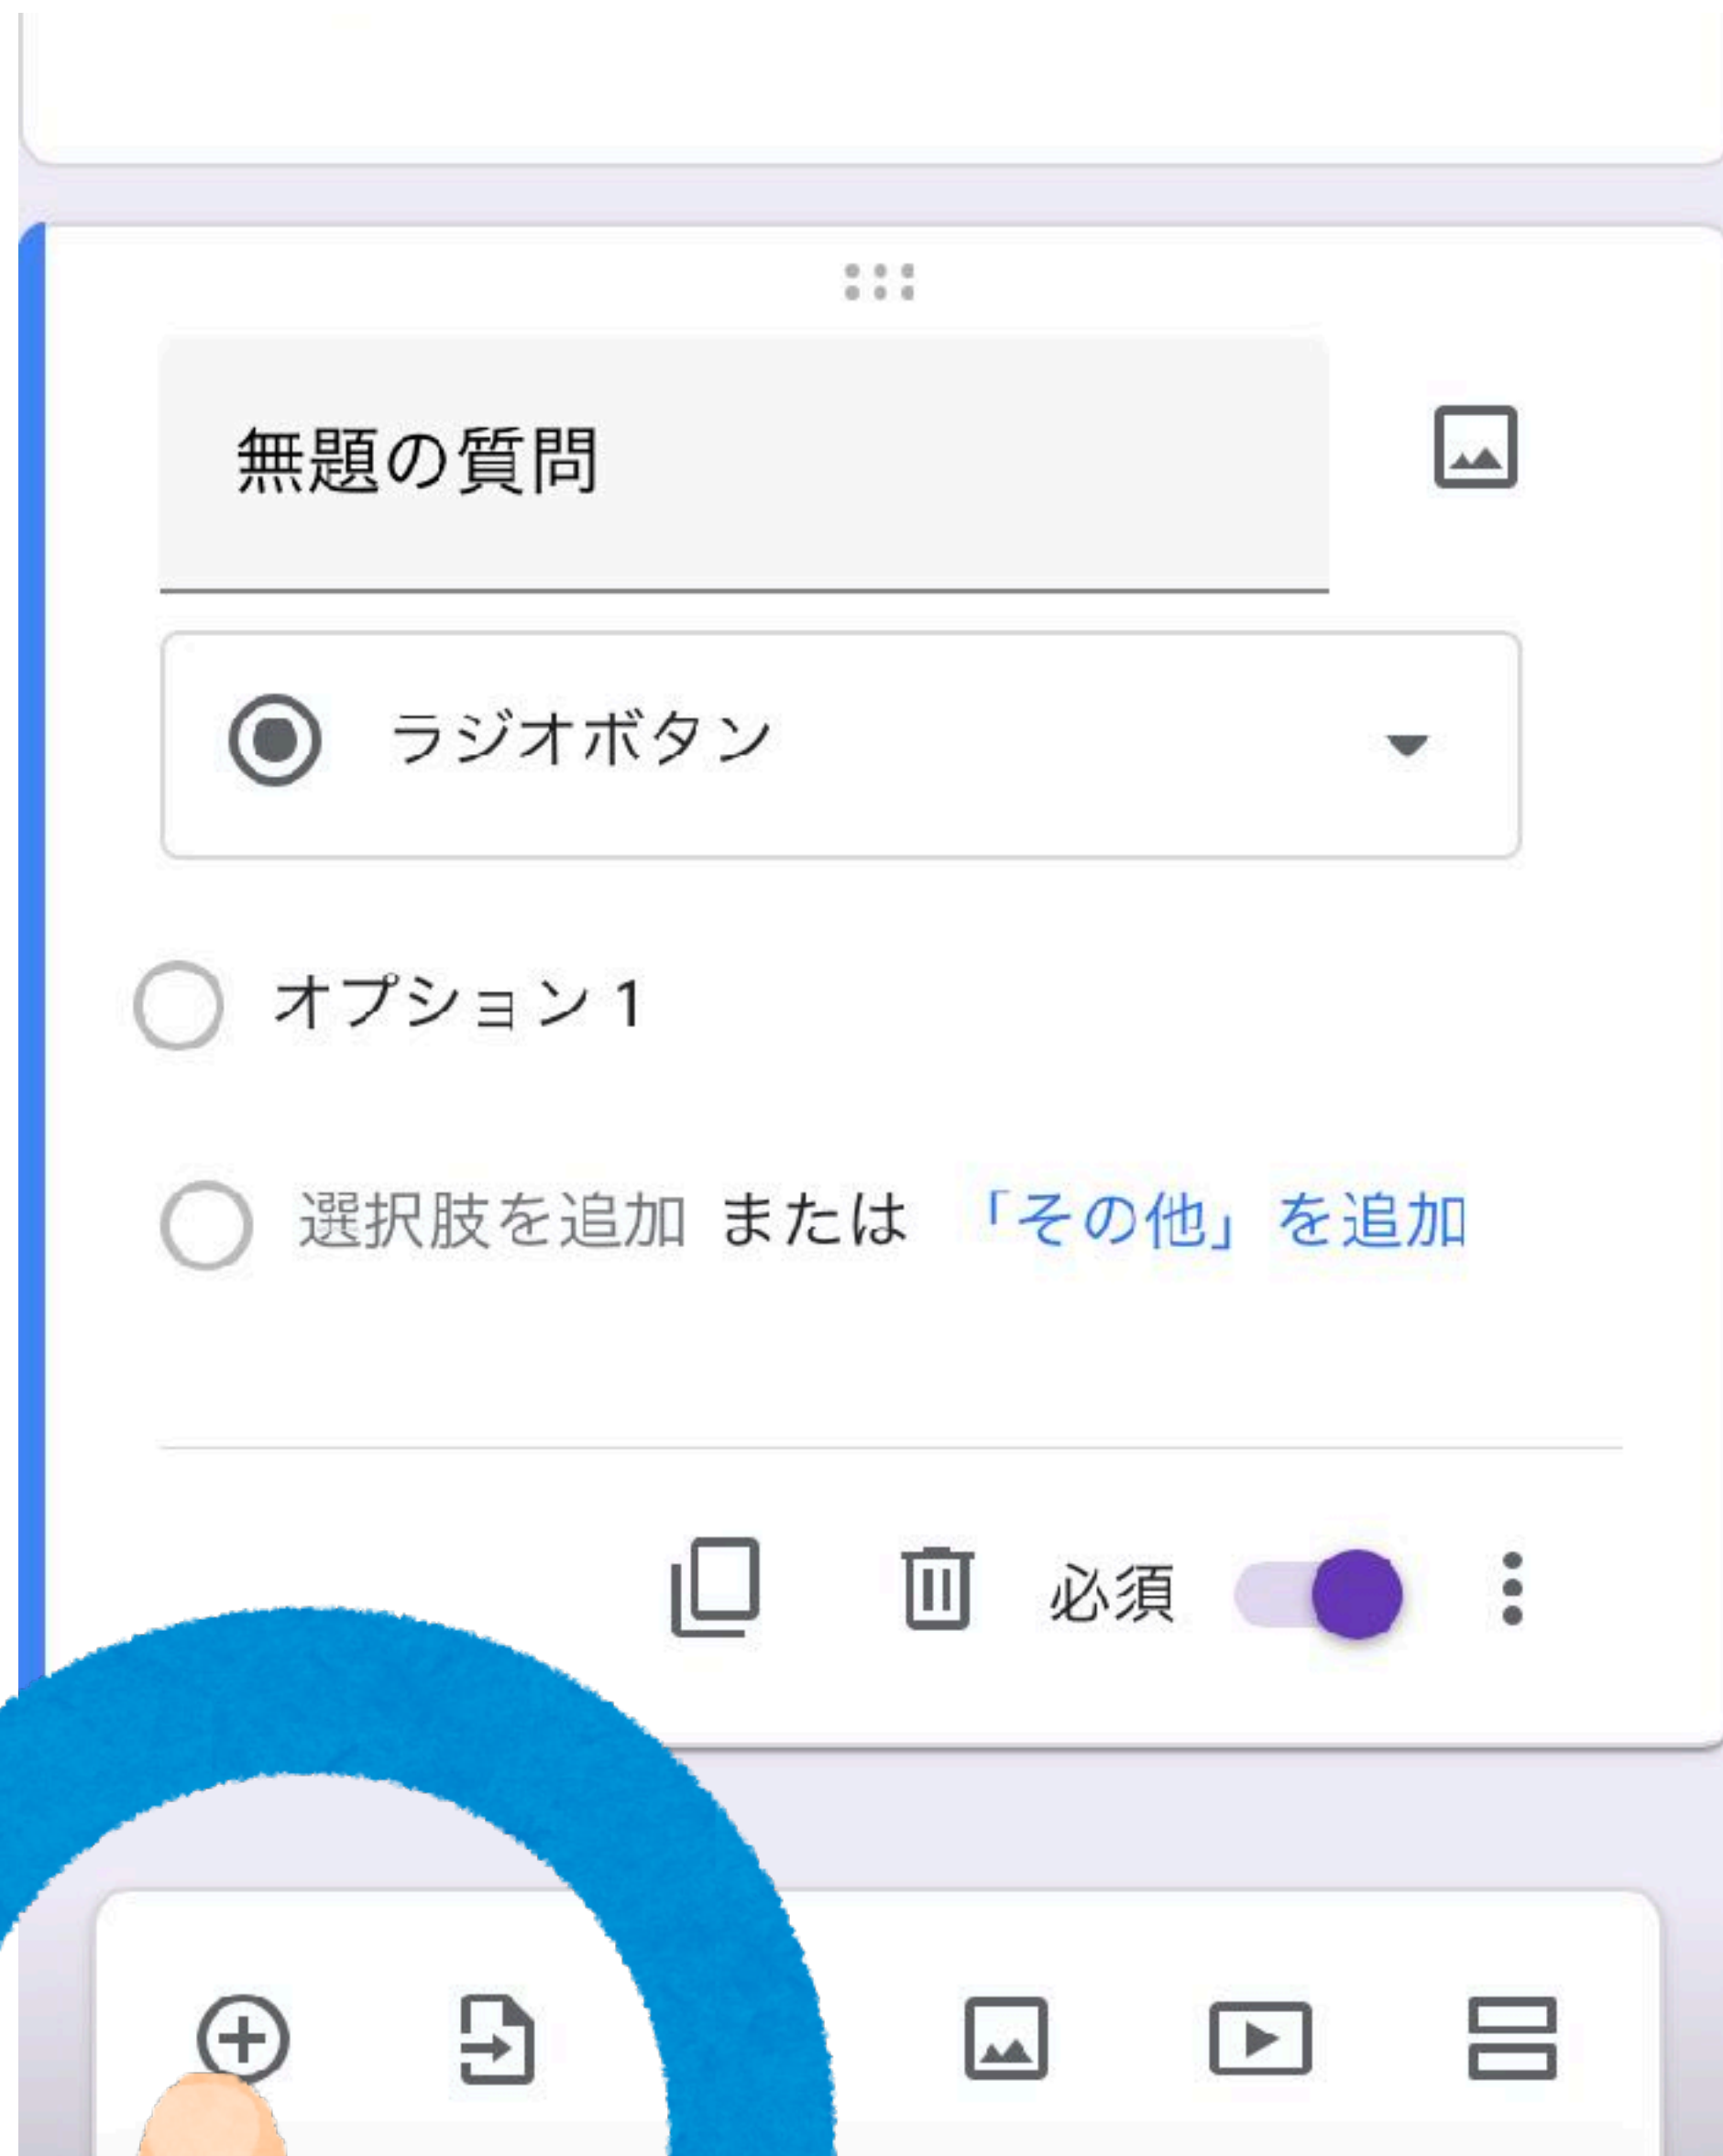 無題の質問
ラジオボタン
オプション 1
選択肢を追加 または 「その他」を追加
必須